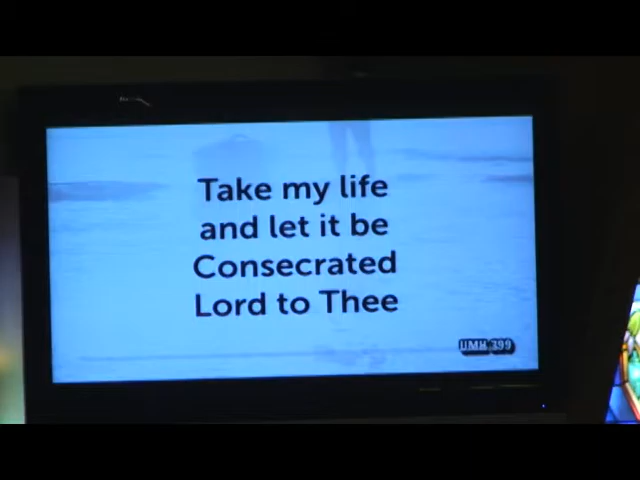 Take my life
and let it be
Consecrated
Lord to Thee
UMH 399